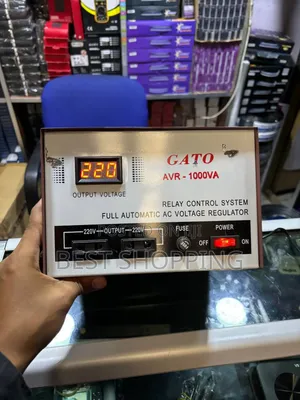 220
OUTPUT VOLTAGE
GATO
AVR - 1000VA
RELAY CONTROL SYSTEM
FULL AUTOMATIC AC VOLTAGE REGULATOR
220V OUTPUT 220V
FUSE
POWER
OFF
ON
BEST SHOPPING